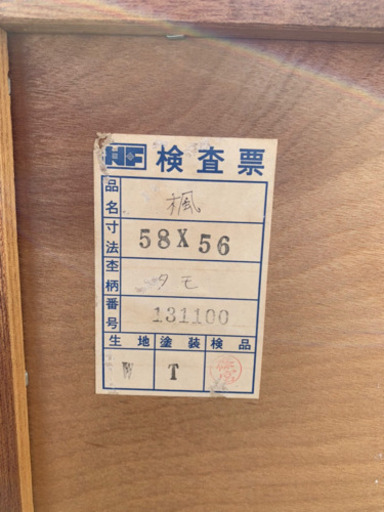 HF 検査票
品名 楓
寸法 58X56
杢柄 タモ
番号 131100
生地 塗装 検品
W T